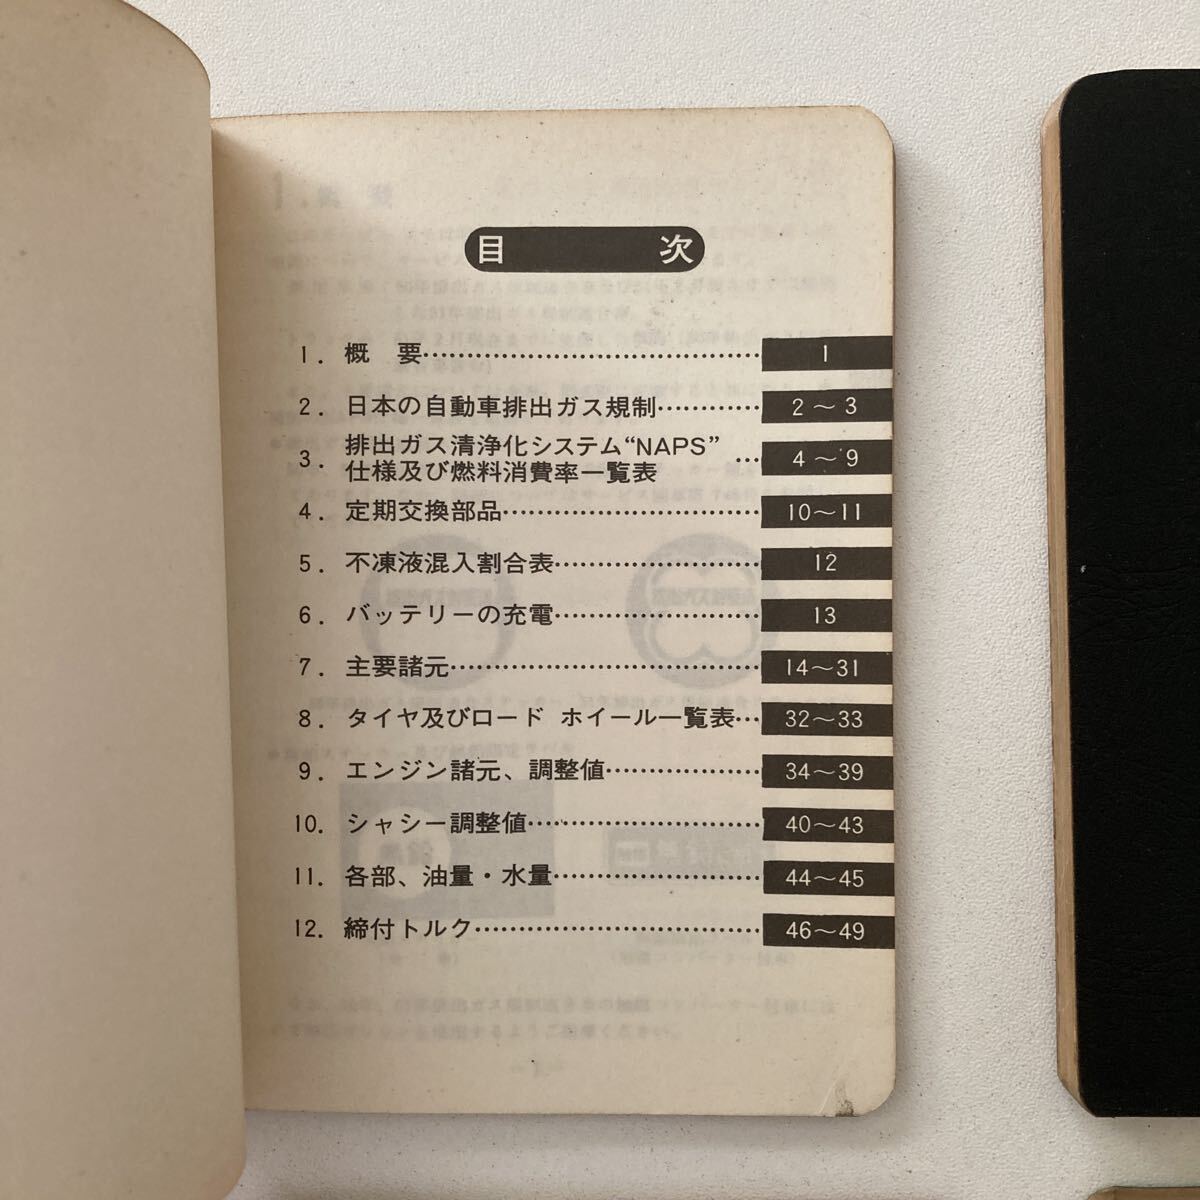 目 次
1. 概 要 1
2. 日本の自動車排出ガス規制 2～3
3. 排出ガス清浄化システム“NAPS”
仕様及び燃料消費率一覧表 4～9
4. 定期交換部品 10～11
5. 不凍液混入割合表 12
6. バッテリーの充電 13
7. 主要諸元 14～31
8. タイヤ及びロード ホイール一覧表 32～33
9. エンジン諸元、調整値 34～39
10. シャシー調整値 40～43
11. 各部、油量・水量 44～45
12. 締付トルク 46～49